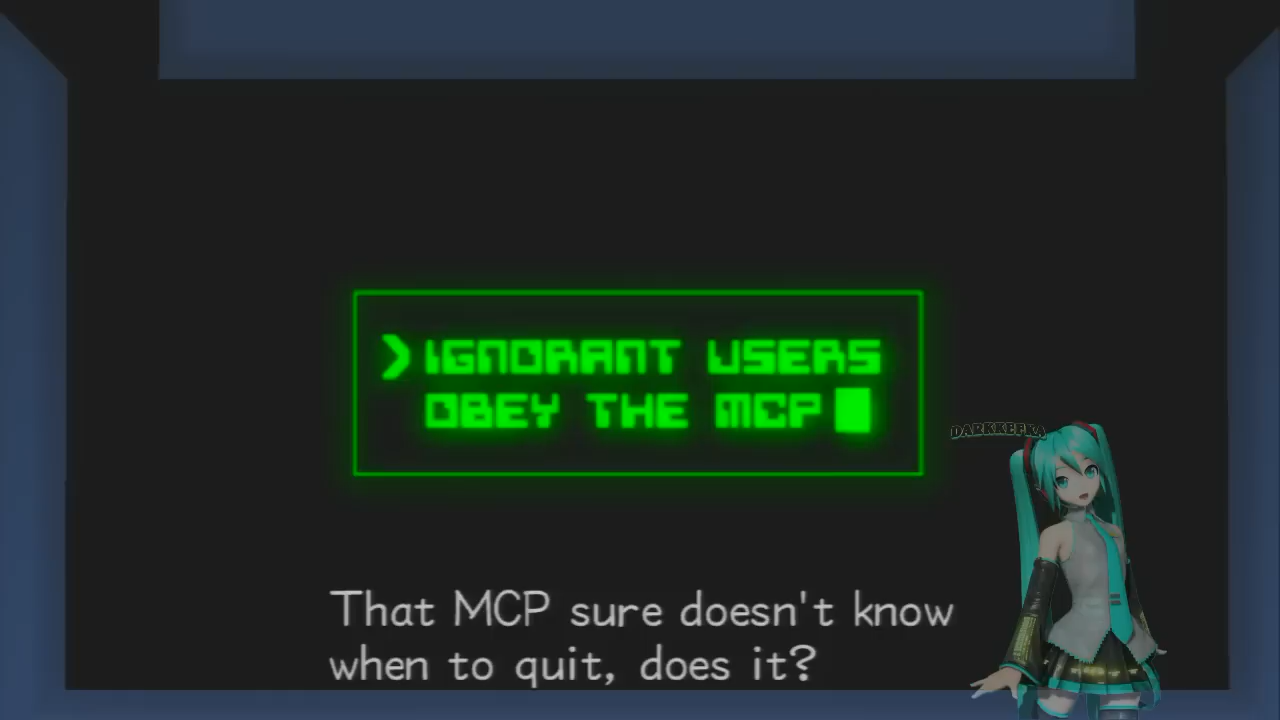 ❯IGNORANT USERS
OBEY THE MCP
DARKKEFKA
That MCP sure doesn't know
when to quit, does it?